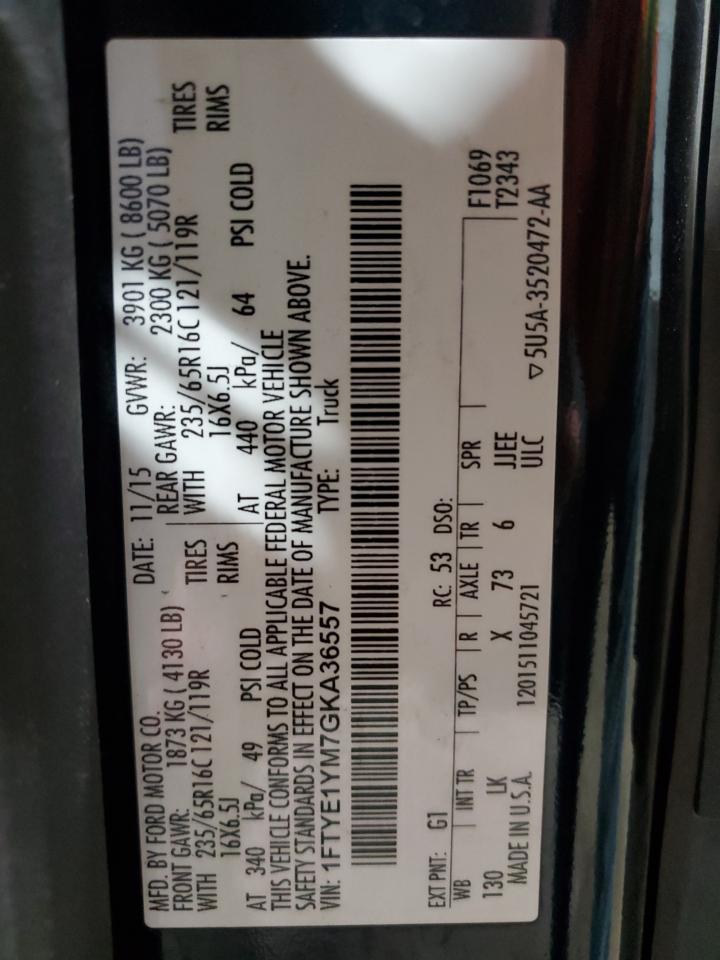 MFD. BY FORD MOTOR CO.
DATE: 11/15 GVWR: 3901 KG ( 8600 LB)
FRONT GAWR: 1873 KG ( 4130 LB)
REAR GAWR: 2300 KG ( 5070 LB)
WITH 235/65R16C 121/119R TIRES
WITH 235/65R16C 121/119R TIRES
16X6.5J RIMS
16X6.5J RIMS
AT 340 kPa/ 49 PSI COLD
AT 440 kPa/ 64 PSI COLD
THIS VEHICLE CONFORMS TO ALL APPLICABLE FEDERAL MOTOR VEHICLE
SAFETY STANDARDS IN EFFECT ON THE DATE OF MANUFACTURE SHOWN ABOVE.
VIN: 1FTYE1YM7GKA36557 TYPE: Truck
EXT PNT: G1 RC: 53 DSO:
WB INT TR TP/PS R AXLE TR SPR F1069
130 LK X 73 6 JJEE T2343
ULC
MADE IN U.S.A. 1201511045721
▽5U5A-3520472-AA